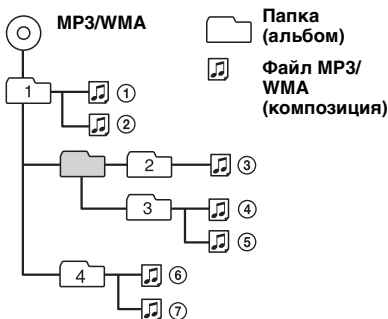 MP3/WMA
Папка
(альбом)
Файл MP3/
WMA
(композиция)
1
①
②
2
③
3
④
⑤
4
⑥
⑦